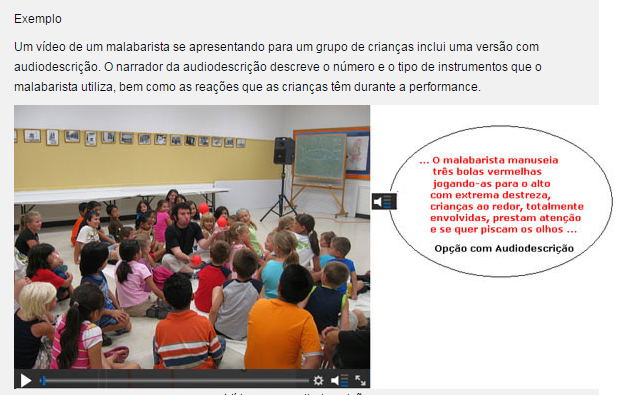 Exemplo
Um vídeo de um malabarista se apresentando para um grupo de crianças inclui uma versão com
audiodescrição. O narrador da audiodescrição descreve o número e o tipo de instrumentos que o
malabarista utiliza, bem como as reações que as crianças têm durante a performance.
... O malabarista manuseia
três bolas vermelhas
jogando-as para o alto
com extrema destreza,
crianças ao redor, totalmente
envolvidas, prestam atenção
e se quer piscam os olhos ...
Opção com Audiodescrição